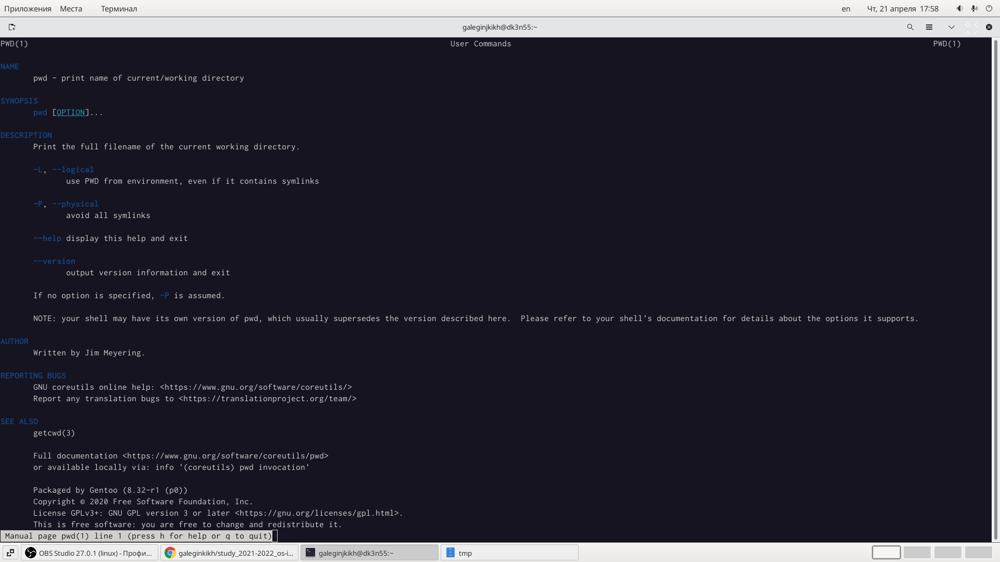 Приложения Места Терминал en Чт, 21 апреля 17:58
galeginjkikh@dk3n55:~
PWD(1) User Commands PWD(1)
NAME
pwd - print name of current/working directory
SYNOPSIS
pwd [OPTION]...
DESCRIPTION
Print the full filename of the current working directory.
-L, --logical
use PWD from environment, even if it contains symlinks
-P, --physical
avoid all symlinks
--help display this help and exit
--version
output version information and exit
If no option is specified, -P is assumed.
NOTE: your shell may have its own version of pwd, which usually supersedes the version described here.  Please refer to your shell's documentation for details about the options it supports.
AUTHOR
Written by Jim Meyering.
REPORTING BUGS
GNU coreutils online help: <https://www.gnu.org/software/coreutils/>
Report any translation bugs to <https://translationproject.org/team/>
SEE ALSO
getcwd(3)
Full documentation <https://www.gnu.org/software/coreutils/pwd>
or available locally via: info '(coreutils) pwd invocation'
Packaged by Gentoo (8.32-r1 (p0))
Copyright © 2020 Free Software Foundation, Inc.
License GPLv3+: GNU GPL version 3 or later <https://gnu.org/licenses/gpl.html>.
This is free software: you are free to change and redistribute it.
Manual page pwd(1) line 1 (press h for help or q to quit)
OBS Studio 27.0.1 (linux) - Профи... galeginkikh/study_2021-2022_os-i... galeginjkikh@dk3n55:~ tmp